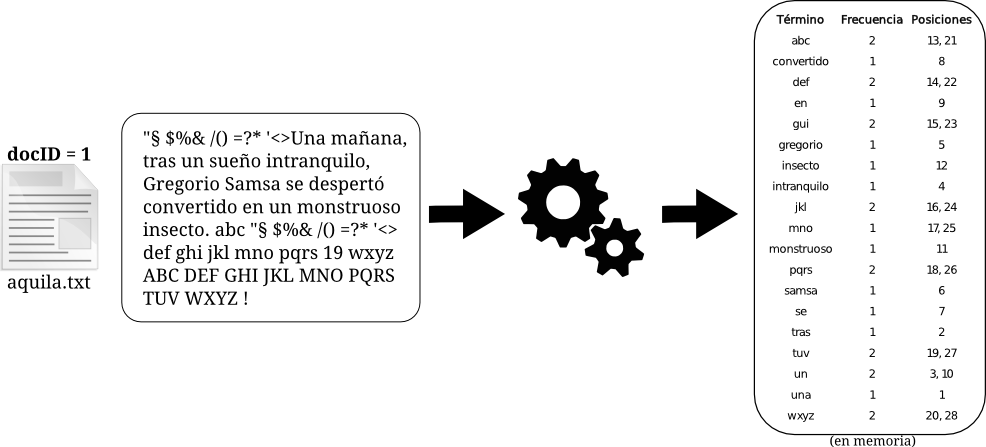 docID = 1
aquila.txt
"§ $%& /() =?* '<>Una mañana,
tras un sueño intranquilo,
Gregorio Samsa se despertó
convertido en un monstruoso
insecto. abc "§ $%& /() =?* '<>
def ghi jkl mno pqrs 19 wxyz
ABC DEF GHI JKL MNO PQRS
TUV WXYZ !
Término Frecuencia Posiciones
abc 2 13, 21
convertido 1 8
def 2 14, 22
en 1 9
gui 2 15, 23
gregorio 1 5
insecto 1 12
intranquilo 1 4
jkl 2 16, 24
mno 1 17, 25
monstruoso 1 11
pqrs 2 18, 26
samsa 1 6
se 1 7
tras 1 2
tuv 2 19, 27
un 2 3, 10
una 1 1
wxyz 2 20, 28
(en memoria)